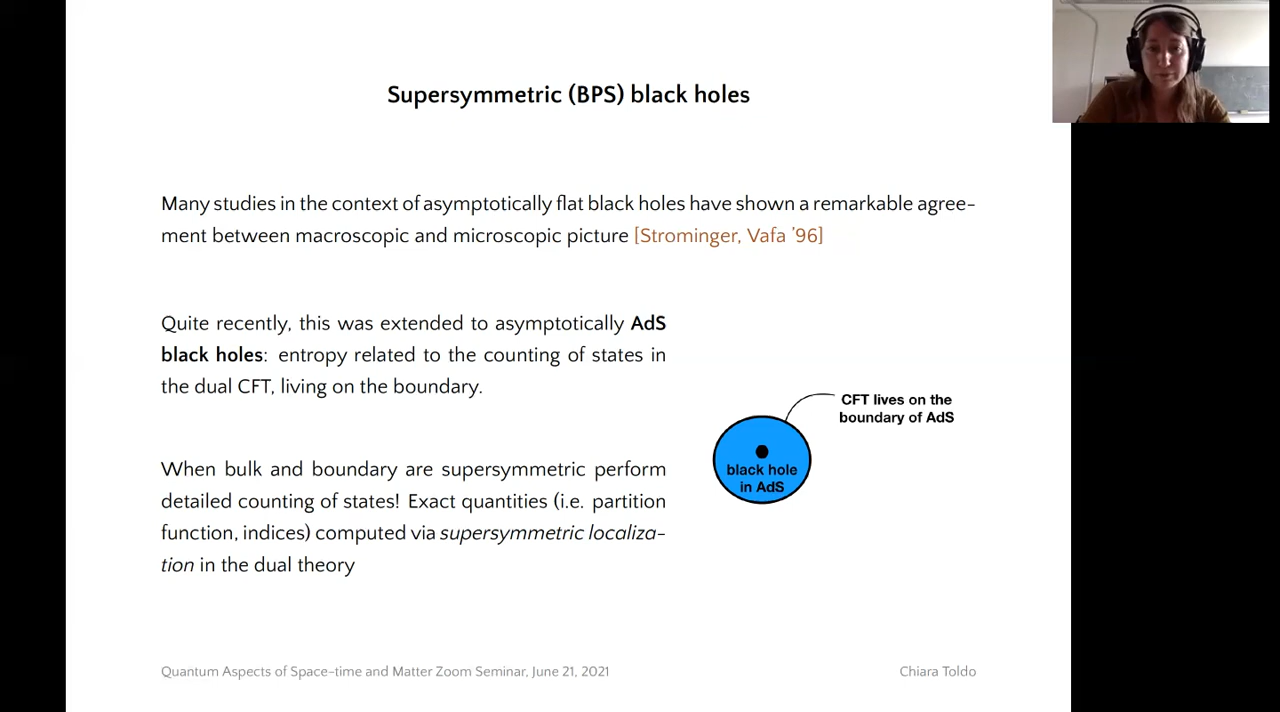 Supersymmetric (BPS) black holes
Many studies in the context of asymptotically flat black holes have shown a remarkable agree-
ment between macroscopic and microscopic picture [Strominger, Vafa ’96]
Quite recently, this was extended to asymptotically AdS
black holes: entropy related to the counting of states in
the dual CFT, living on the boundary.
CFT lives on the
boundary of AdS
black hole
in AdS
When bulk and boundary are supersymmetric perform
detailed counting of states! Exact quantities (i.e. partition
function, indices) computed via supersymmetric localiza-
tion in the dual theory
Quantum Aspects of Space-time and Matter Zoom Seminar, June 21, 2021
Chiara Toldo